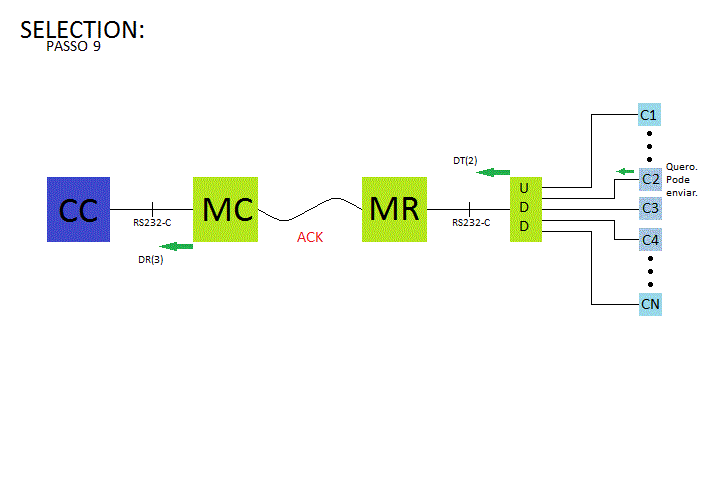 SELECTION:
PASSO 9
C1
DT(2)
Quero.
Pode
enviar.
C2
CC
RS232-C
MC
ACK
MR
RS232-C
U
D
D
C3
C4
DR(3)
CN